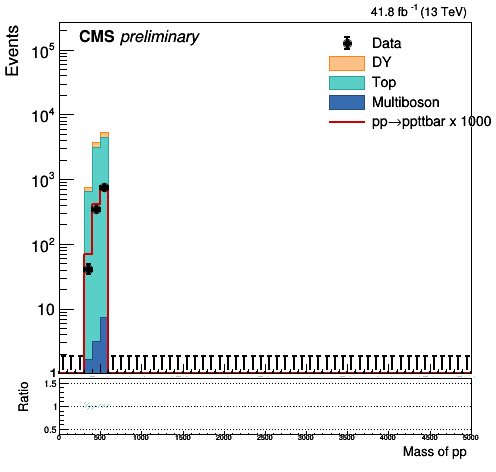 41.8 fb⁻¹ (13 TeV)
CMS preliminary
Events
Data
DY
Top
Multiboson
pp→ppttbar x 1000
10⁵
10⁴
10³
10²
10
1
Ratio
1.5
1
0.5
0 500 1000 1500 2000 2500 3000 3500 4000 4500 5000
Mass of pp